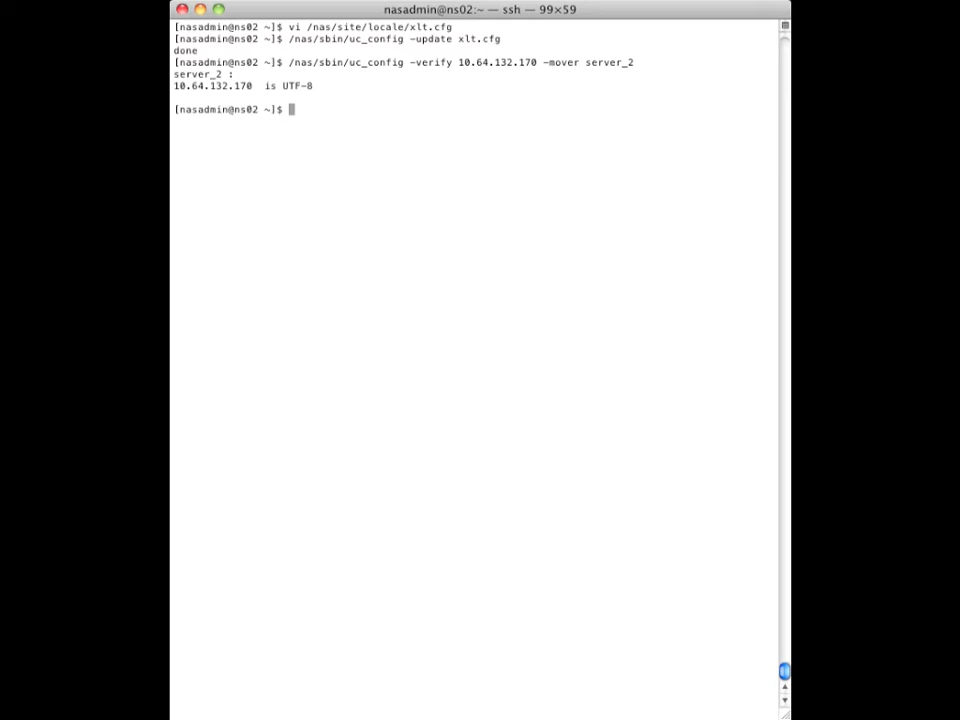 nasadmin@ns02:~ — ssh — 99×59
[nasadmin@ns02 ~]$ vi /nas/site/locale/xlt.cfg
[nasadmin@ns02 ~]$ /nas/sbin/uc_config -update xlt.cfg
done
[nasadmin@ns02 ~]$ /nas/sbin/uc_config -verify 10.64.132.170 -mover server_2
server_2 :
10.64.132.170  is UTF-8
[nasadmin@ns02 ~]$